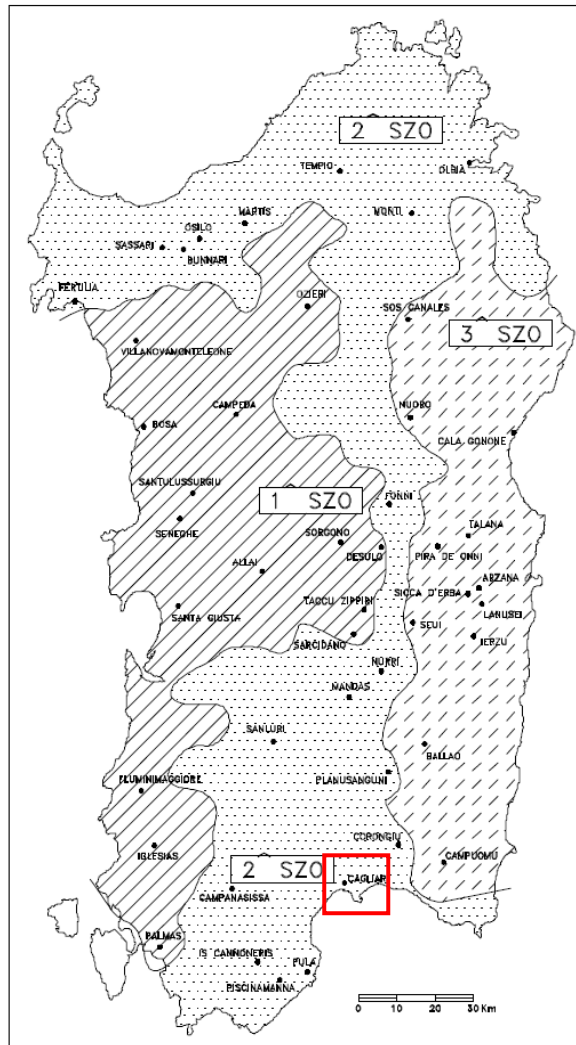 2^ SZO
TEMPIO
OLBIA
MARTIS
MONTI
OSILO
SASSARI
BUNNARI
FERTILIA
OZIERI
SOS CANALES
3^ SZO
VILLANOVAMONTELEONE
CAMPEDA
NUORO
BOSA
CALA GONONE
SANTULUSSURGIU
1^ SZO
FONNI
SENEGHE
SORGONO
TALANA
DESULO
PIRA DE ONNI
ALLAI
ARZANA
SICCA D'ERBA
TACCU ZIPPIRI
LANUSEI
SANTA GIUSTA
SEUI
IERZU
SARCIDANO
NURRI
MANDAS
SANLURI
BALLAO
PLANUSANGUNI
FLUMINIMAGGIORE
CORONGIU
IGLESIAS
CAMPUOMU
2^ SZO
CAGLIARI
CAMPANASISSA
PALMAS
IS CANNONERIS
PULA
PISCINAMANNA
0 10 20 30 Km